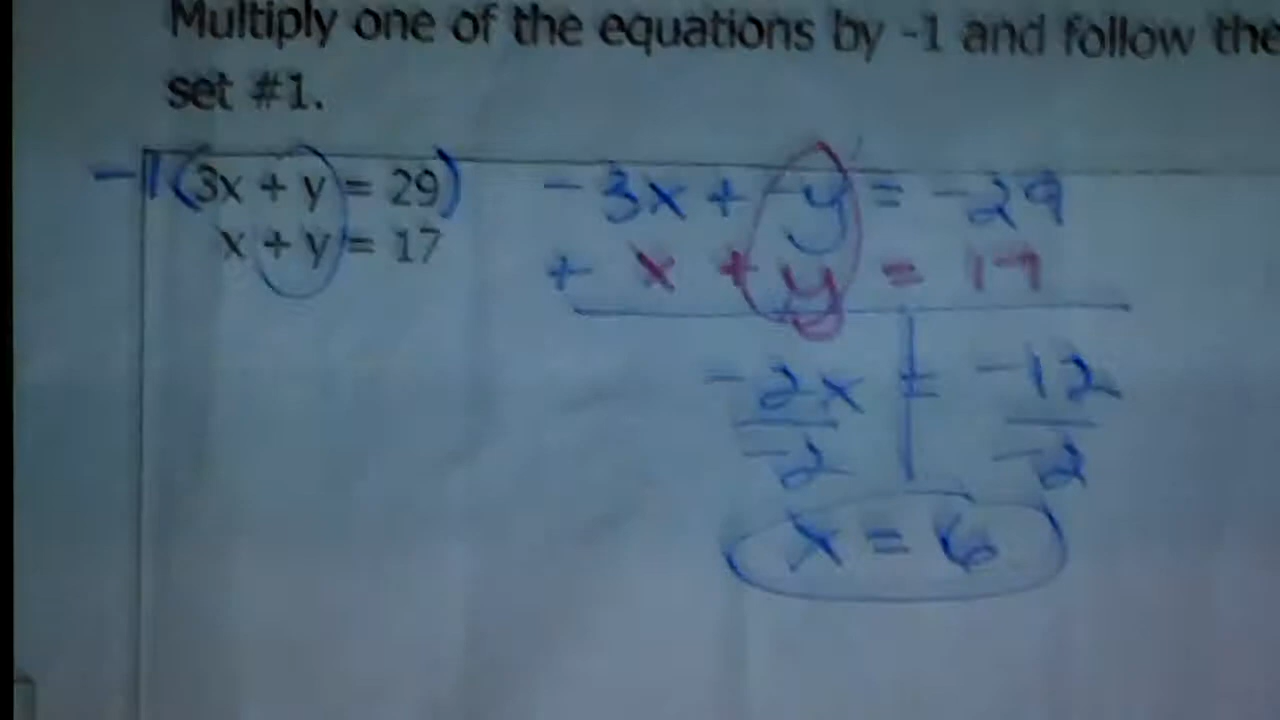 Multiply one of the equations by -1 and follow the
set #1.
-1(3x + y = 29)
x + y = 17
-3x + -y = -29
+ x + y = 17
-2x = -12
-2 -2
x = 6